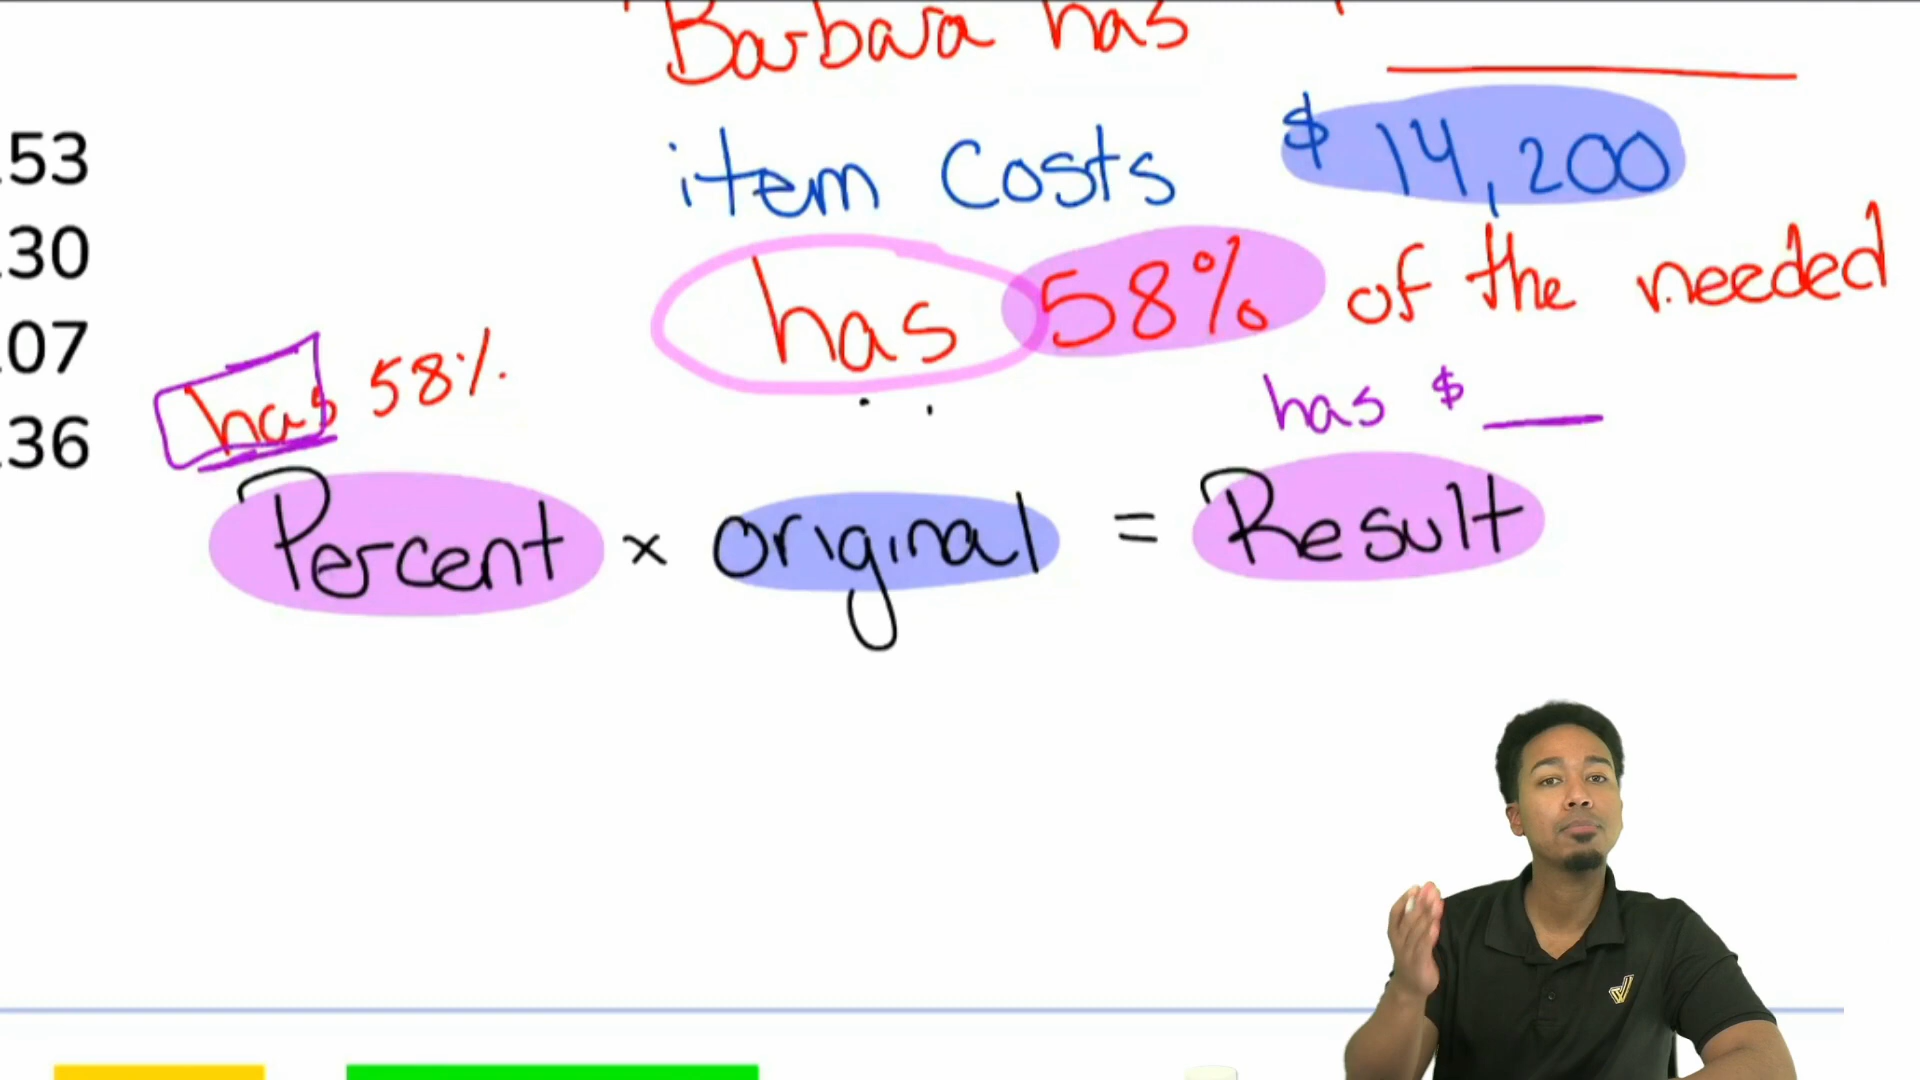 Barbara has
.53
item costs $14,200
.30
has 58% of the needed
.07
has 58%
has $ ___
.36
Percent x original = Result